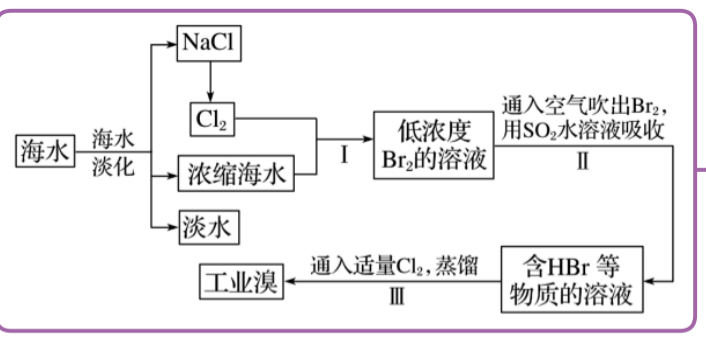 NaCl
Cl₂
海水
海水
淡化
浓缩海水
淡水
Ⅰ
低浓度
Br₂的溶液
通入空气吹出Br₂，
用SO₂水溶液吸收
Ⅱ
含HBr 等
物质的溶液
通入适量Cl₂，蒸馏
Ⅲ
工业溴